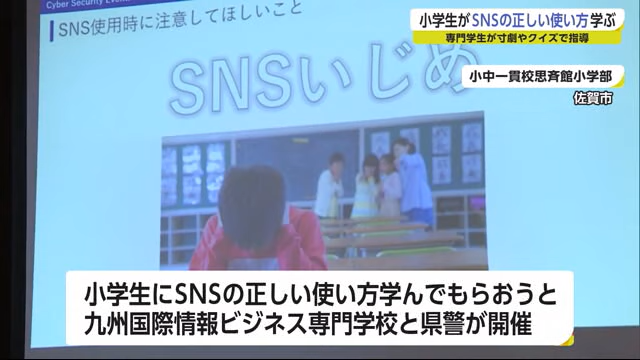 Cyber Security Event
SNS使用時に注意してほしいこと
SNSいじめ
小学生がSNSの正しい使い方学ぶ
専門学生が寸劇やクイズで指導
小中一貫校思斉館小学部
佐賀市
小学生にSNSの正しい使い方学んでもらおうと
九州国際情報ビジネス専門学校と県警が開催